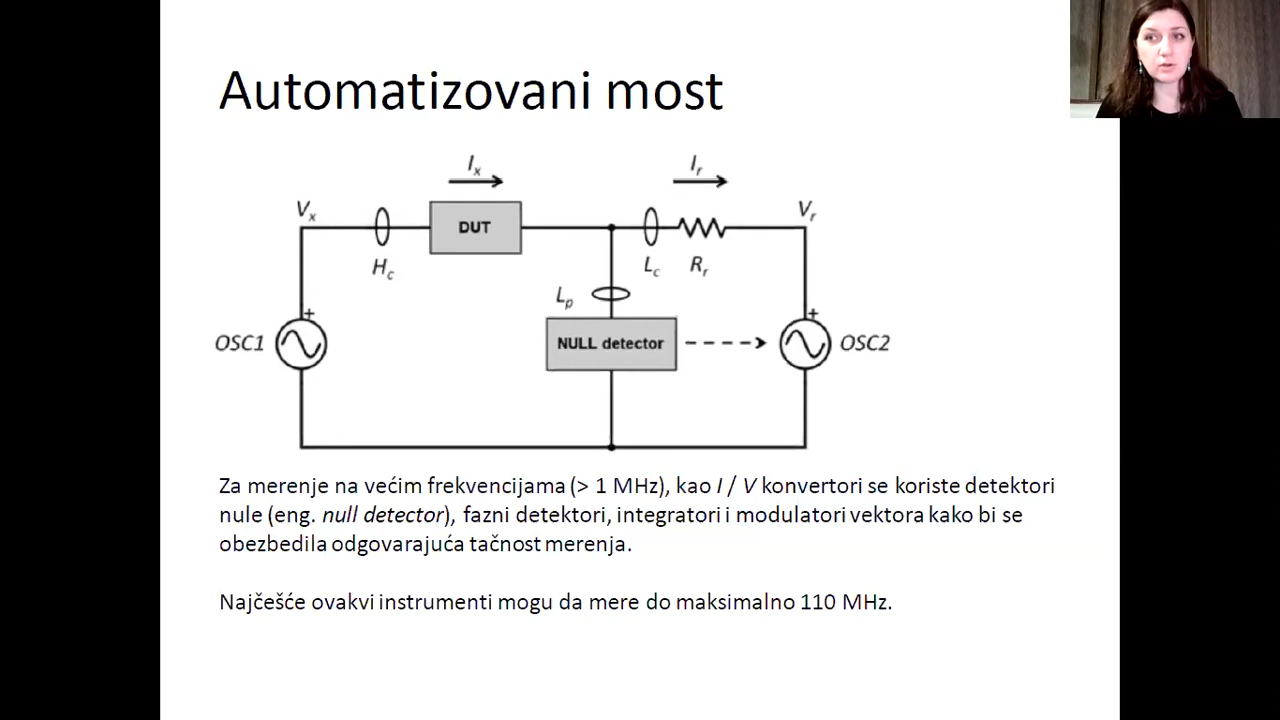 Automatizovani most
Ix
Ir
Vx
Vr
DUT
Hc
Lc
Rr
Lp
+
+
OSC1
NULL detector
OSC2
Za merenje na većim frekvencijama (> 1 MHz), kao I / V konvertori se koriste detektori
nule (eng. null detector), fazni detektori, integratori i modulatori vektora kako bi se
obezbedila odgovarajuća tačnost merenja.
Najčešće ovakvi instrumenti mogu da mere do maksimalno 110 MHz.